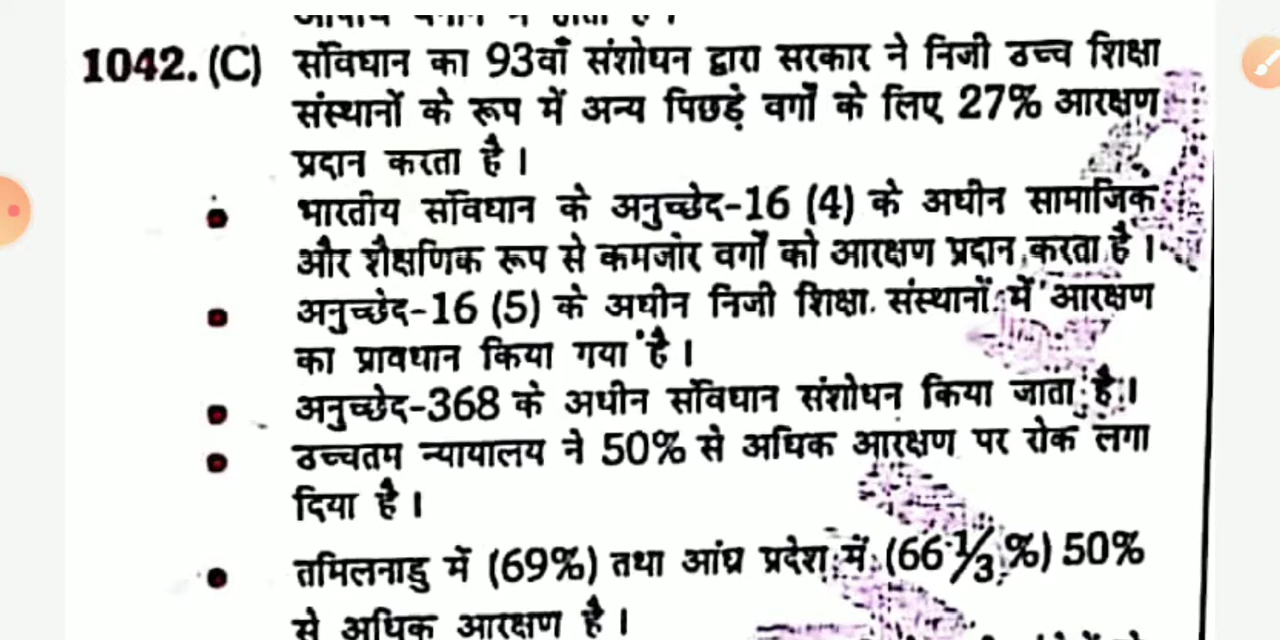 1042. (C) संविधान का 93वाँ संशोधन द्वारा सरकार ने निजी उच्च शिक्षा
संस्थानों के रूप में अन्य पिछड़े वर्गों के लिए 27% आरक्षण
प्रदान करता है ।
भारतीय संविधान के अनुच्छेद-16 (4) के अधीन सामाजिक
और शैक्षणिक रूप से कमजोर वर्गों को आरक्षण प्रदान करता है ।
अनुच्छेद-16 (5) के अधीन निजी शिक्षा संस्थानों में आरक्षण
का प्रावधान किया गया है ।
अनुच्छेद-368 के अधीन संविधान संशोधन किया जाता है ।
उच्चतम न्यायालय ने 50% से अधिक आरक्षण पर रोक लगा
दिया है ।
तमिलनाडु में (69%) तथा आंध्र प्रदेश में (66 1/3 %) 50%
से अधिक आरक्षण है ।